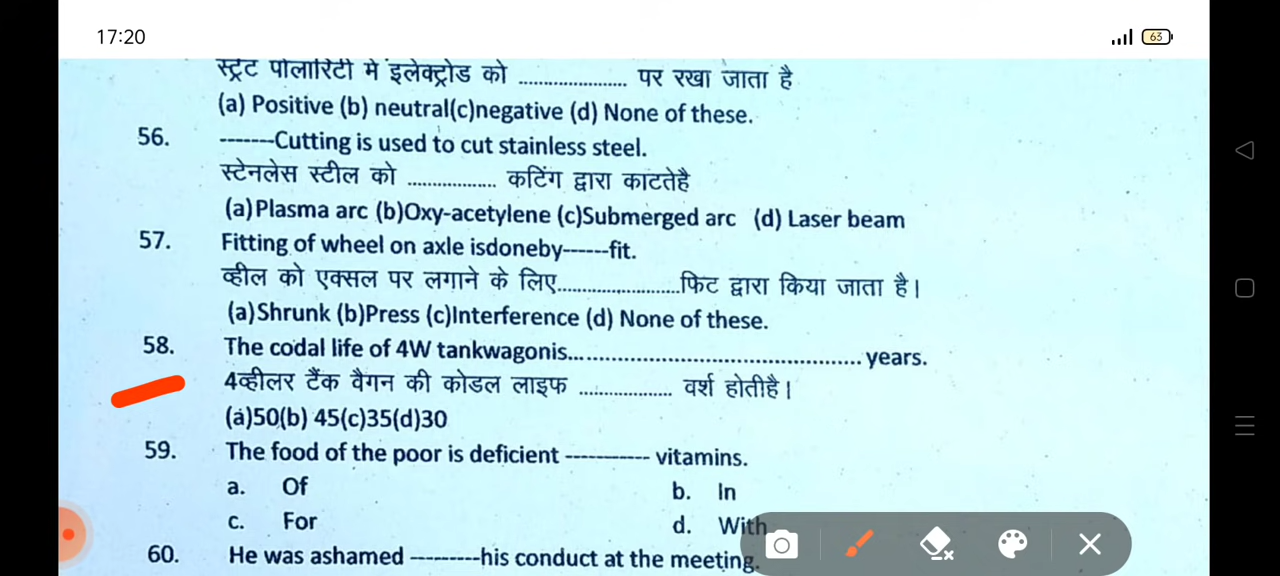 17:20
63
स्ट्रेट पोलारिटी मे इलेक्ट्रोड को ..................... पर रखा जाता है
(a) Positive (b) neutral(c)negative (d) None of these.
56. -------Cutting is used to cut stainless steel.
स्टेनलेस स्टील को ................. कटिंग द्वारा काटतेहै
(a)Plasma arc (b)Oxy-acetylene (c)Submerged arc (d) Laser beam
57. Fitting of wheel on axle isdoneby------fit.
व्हील को एक्सल पर लगाने के लिए........................फिट द्वारा किया जाता है।
(a)Shrunk (b)Press (c)Interference (d) None of these.
58. The codal life of 4W tankwagonis............................................... years.
4व्हीलर टैंक वैगन की कोडल लाइफ .................. वर्श होतीहै।
(a)50(b) 45(c)35(d)30
59. The food of the poor is deficient ----------- vitamins.
a. Of b. In
c. For d. With
60. He was ashamed ---------his conduct at the meeting.